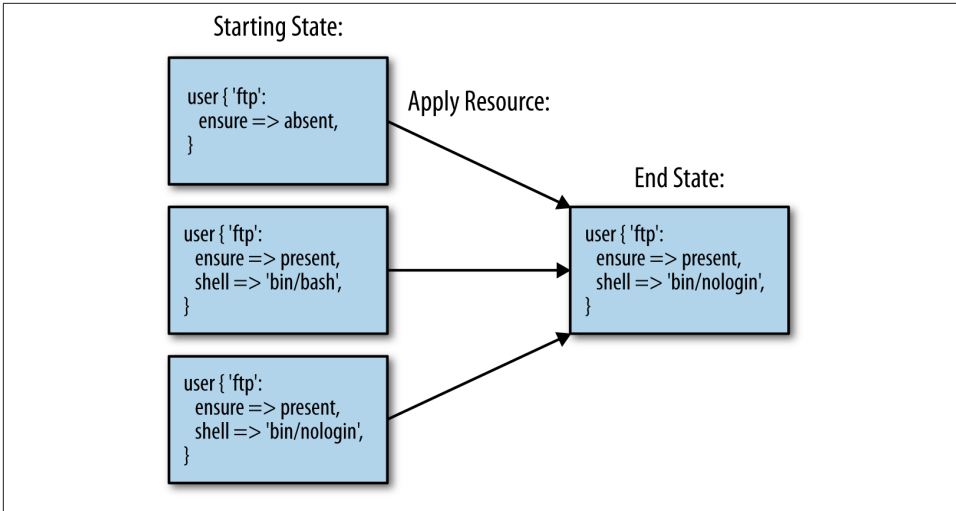 Starting State:
user { 'ftp':
ensure => absent,
}
Apply Resource:
user { 'ftp':
ensure => present,
shell => 'bin/bash',
}
user { 'ftp':
ensure => present,
shell => 'bin/nologin',
}
End State:
user { 'ftp':
ensure => present,
shell => 'bin/nologin',
}